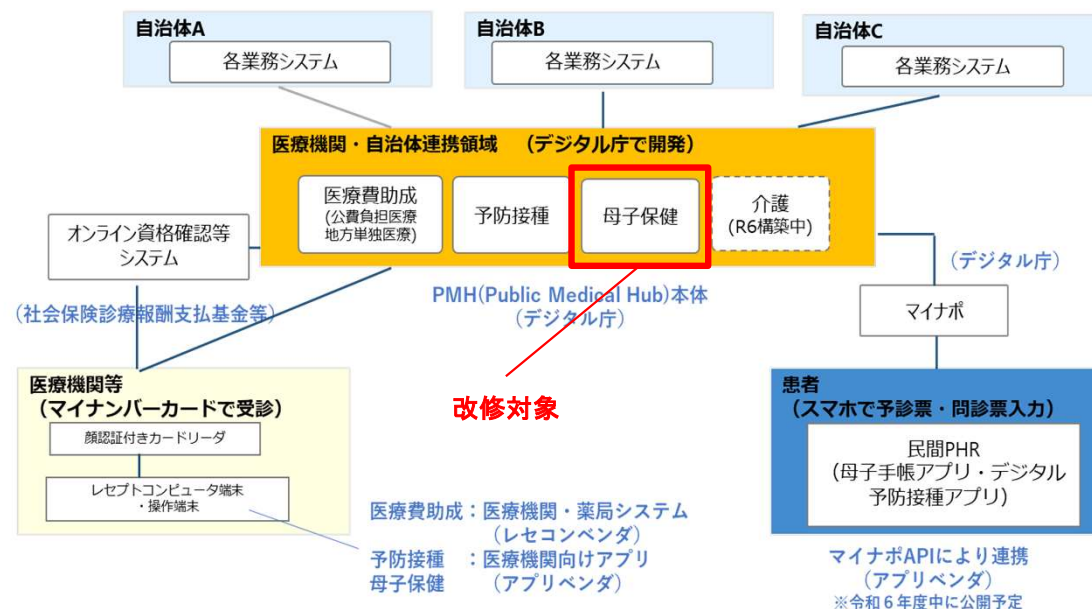 自治体A
各業務システム
自治体B
各業務システム
自治体C
各業務システム
医療機関・自治体連携領域 （デジタル庁で開発）
医療費助成
(公費負担医療
地方単独医療)
予防接種
母子保健
介護
(R6構築中)
オンライン資格確認等
システム
（社会保険診療報酬支払基金等）
PMH(Public Medical Hub)本体
（デジタル庁）
（デジタル庁）
マイナポ
改修対象
医療機関等
（マイナンバーカードで受診）
顔認証付きカードリーダ
レセプトコンピュータ端末
・操作端末
医療費助成：医療機関・薬局システム
（レセコンベンダ）
予防接種 ：医療機関向けアプリ
母子保健 （アプリベンダ）
患者
（スマホで予診票・問診票入力）
民間PHR
（母子手帳アプリ・デジタル
予防接種アプリ）
マイナポAPIにより連携
（アプリベンダ）
※令和６年度中に公開予定